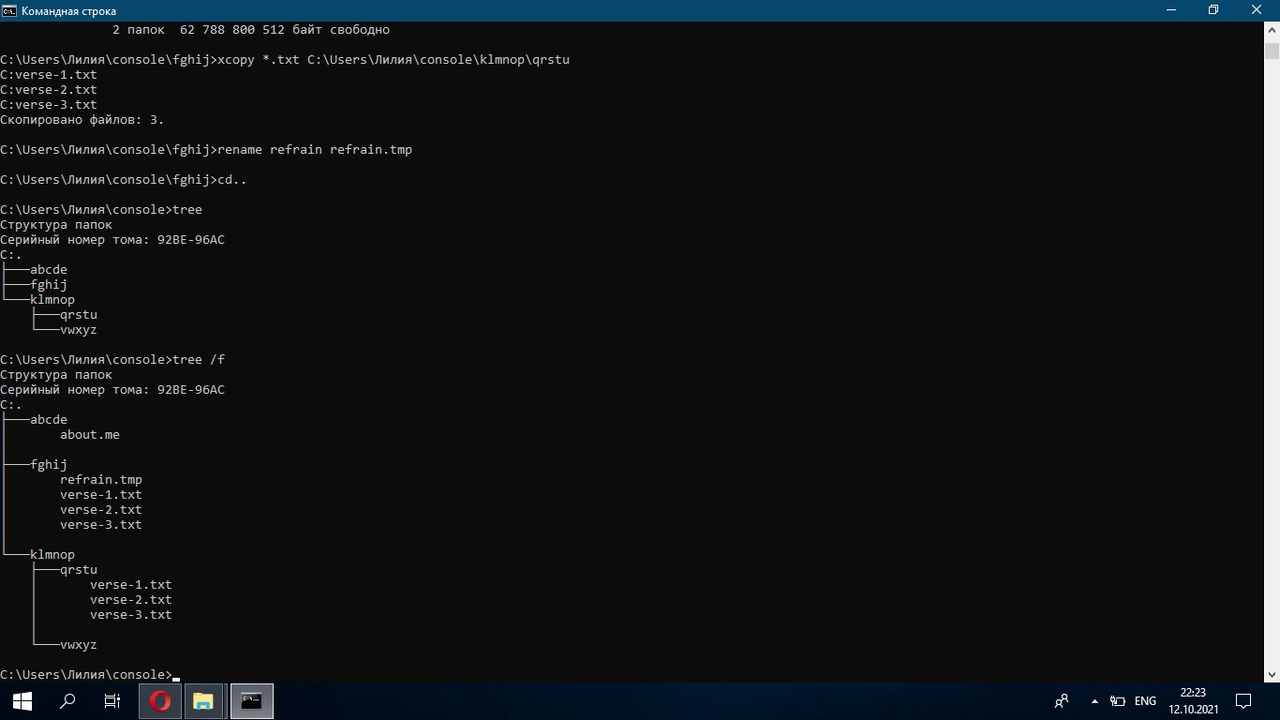 Командная строка
2 папок  62 788 800 512 байт свободно
C:\Users\Лилия\console\fghij>xcopy *.txt C:\Users\Лилия\console\klmnop\qrstu
C:verse-1.txt
C:verse-2.txt
C:verse-3.txt
Скопировано файлов: 3.
C:\Users\Лилия\console\fghij>rename refrain refrain.tmp
C:\Users\Лилия\console\fghij>cd..
C:\Users\Лилия\console>tree
Структура папок
Серийный номер тома: 92BE-96AC
C:.
├───abcde
├───fghij
└───klmnop
    ├───qrstu
    └───vwxyz
C:\Users\Лилия\console>tree /f
Структура папок
Серийный номер тома: 92BE-96AC
C:.
├───abcde
│       about.me
│
├───fghij
│       refrain.tmp
│       verse-1.txt
│       verse-2.txt
│       verse-3.txt
│
└───klmnop
    ├───qrstu
    │       verse-1.txt
    │       verse-2.txt
    │       verse-3.txt
    │
    └───vwxyz
C:\Users\Лилия\console>
ENG
22:23
12.10.2021